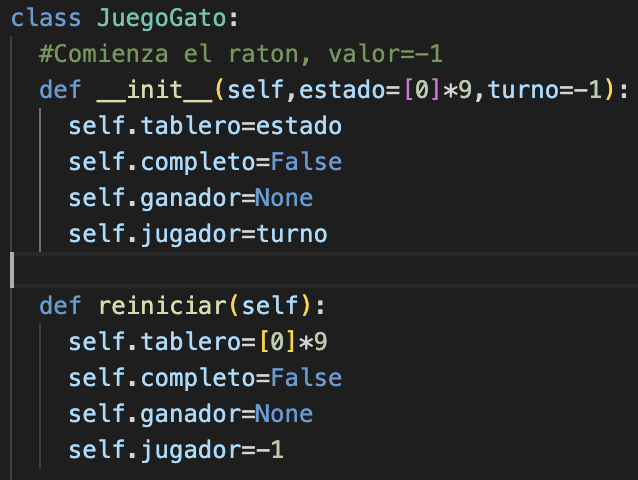 class JuegoGato:
  #Comienza el raton, valor=-1
  def __init__(self,estado=[0]*9,turno=-1):
    self.tablero=estado
    self.completo=False
    self.ganador=None
    self.jugador=turno

  def reiniciar(self):
    self.tablero=[0]*9
    self.completo=False
    self.ganador=None
    self.jugador=-1